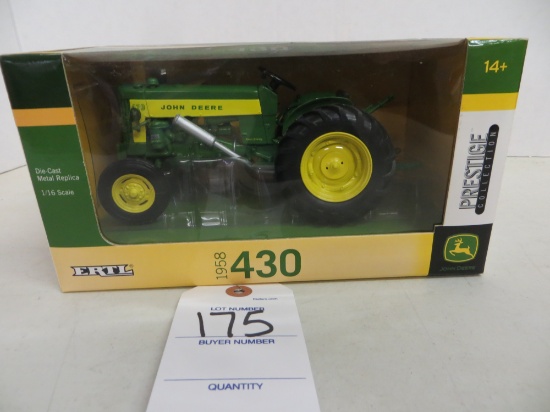 14+
JOHN DEERE
Die-Cast
Metal Replica
1/16 Scale
PRESTIGE
COLLECTION
ERTL
1958
430
JOHN DEERE
LOT NUMBER
175
BUYER NUMBER
QUANTITY